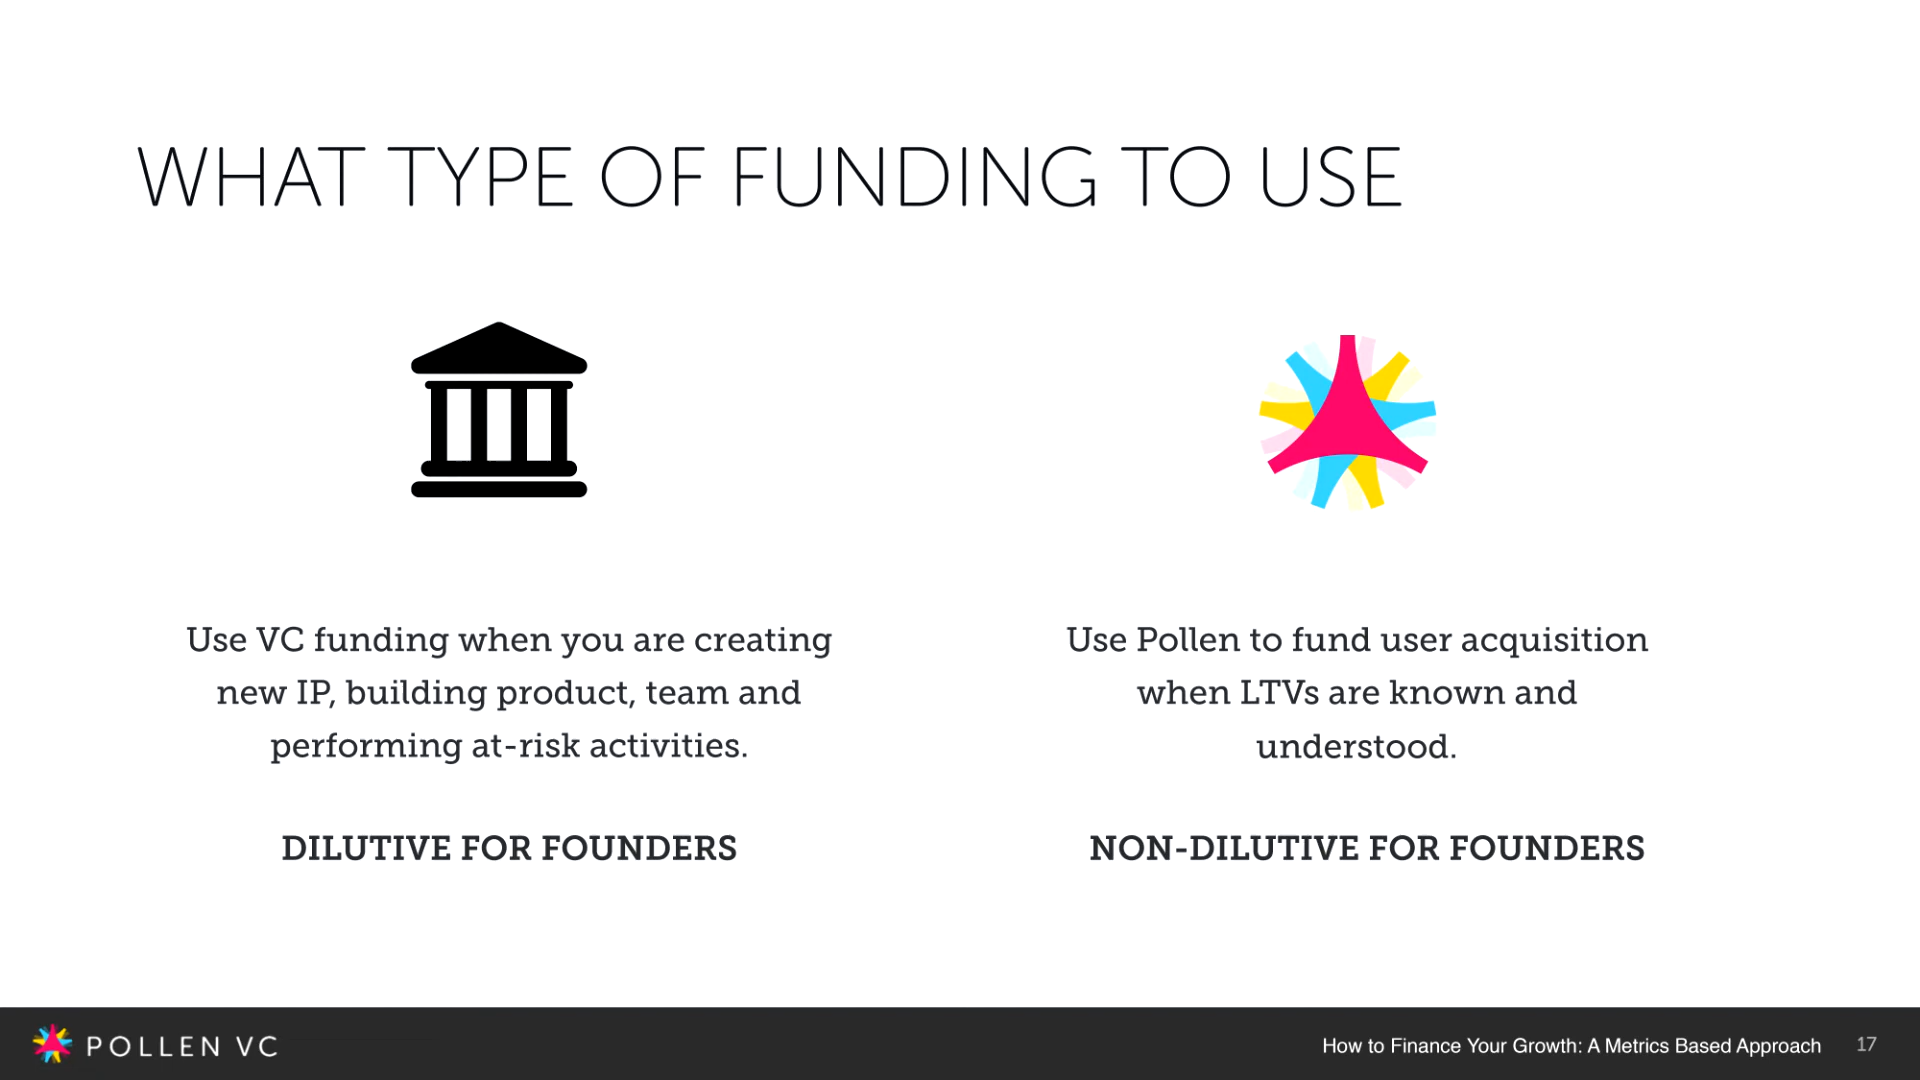 WHAT TYPE OF FUNDING TO USE
Use VC funding when you are creating
new IP, building product, team and
performing at-risk activities.
DILUTIVE FOR FOUNDERS
Use Pollen to fund user acquisition
when LTVs are known and
understood.
NON-DILUTIVE FOR FOUNDERS
POLLEN VC
How to Finance Your Growth: A Metrics Based Approach
17